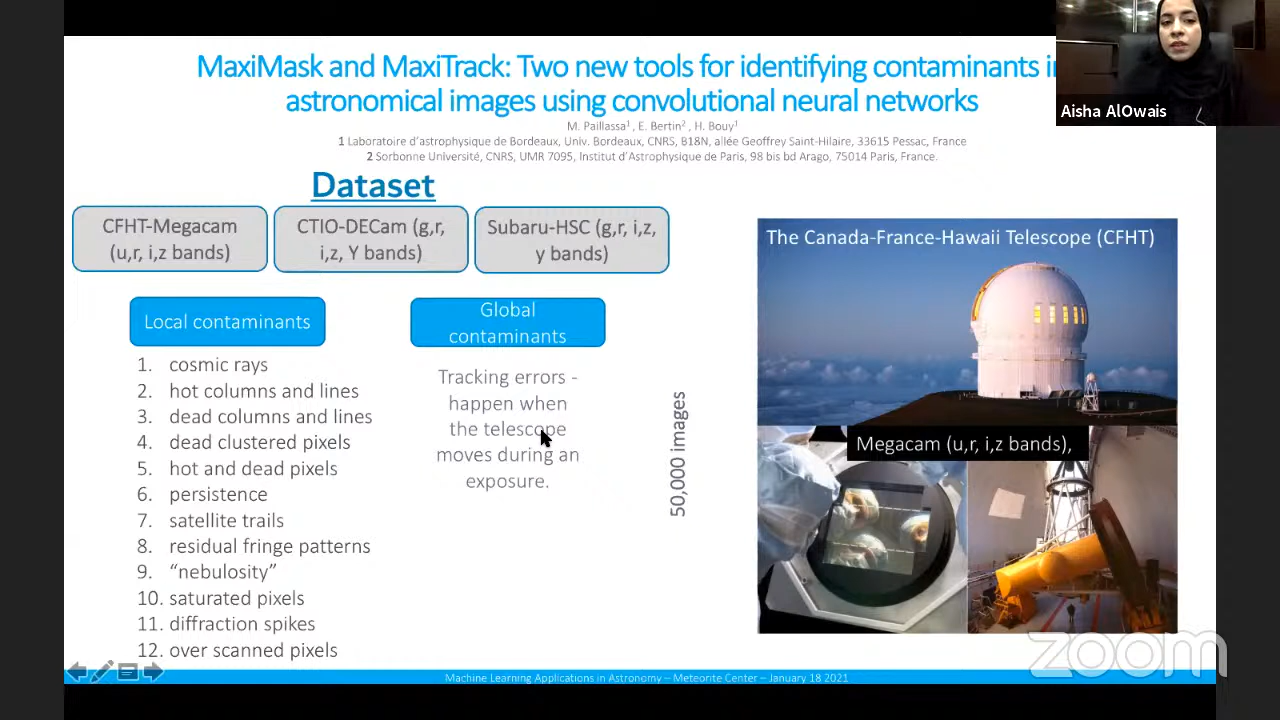 MaxiMask and MaxiTrack: Two new tools for identifying contaminants in
astronomical images using convolutional neural networks
M. Paillassa¹ , E. Bertin² , H. Bouy¹
1 Laboratoire d’astrophysique de Bordeaux, Univ. Bordeaux, CNRS, B18N, allée Geoffrey Saint-Hilaire, 33615 Pessac, France
2 Sorbonne Université, CNRS, UMR 7095, Institut d’Astrophysique de Paris, 98 bis bd Arago, 75014 Paris, France.
Aisha AlOwais
Dataset
CFHT-Megacam
(u,r, i,z bands)
CTIO-DECam (g,r,
i,z, Y bands)
Subaru-HSC (g,r, i,z,
y bands)
Local contaminants
1. cosmic rays
2. hot columns and lines
3. dead columns and lines
4. dead clustered pixels
5. hot and dead pixels
6. persistence
7. satellite trails
8. residual fringe patterns
9. “nebulosity”
10. saturated pixels
11. diffraction spikes
12. over scanned pixels
Global
contaminants
Tracking errors -
happen when
the telescope
moves during an
exposure.
50,000 images
The Canada-France-Hawaii Telescope (CFHT)
Megacam (u,r, i,z bands),
zoom
Machine Learning Applications in Astronomy – Meteorite Center – January 18 2021